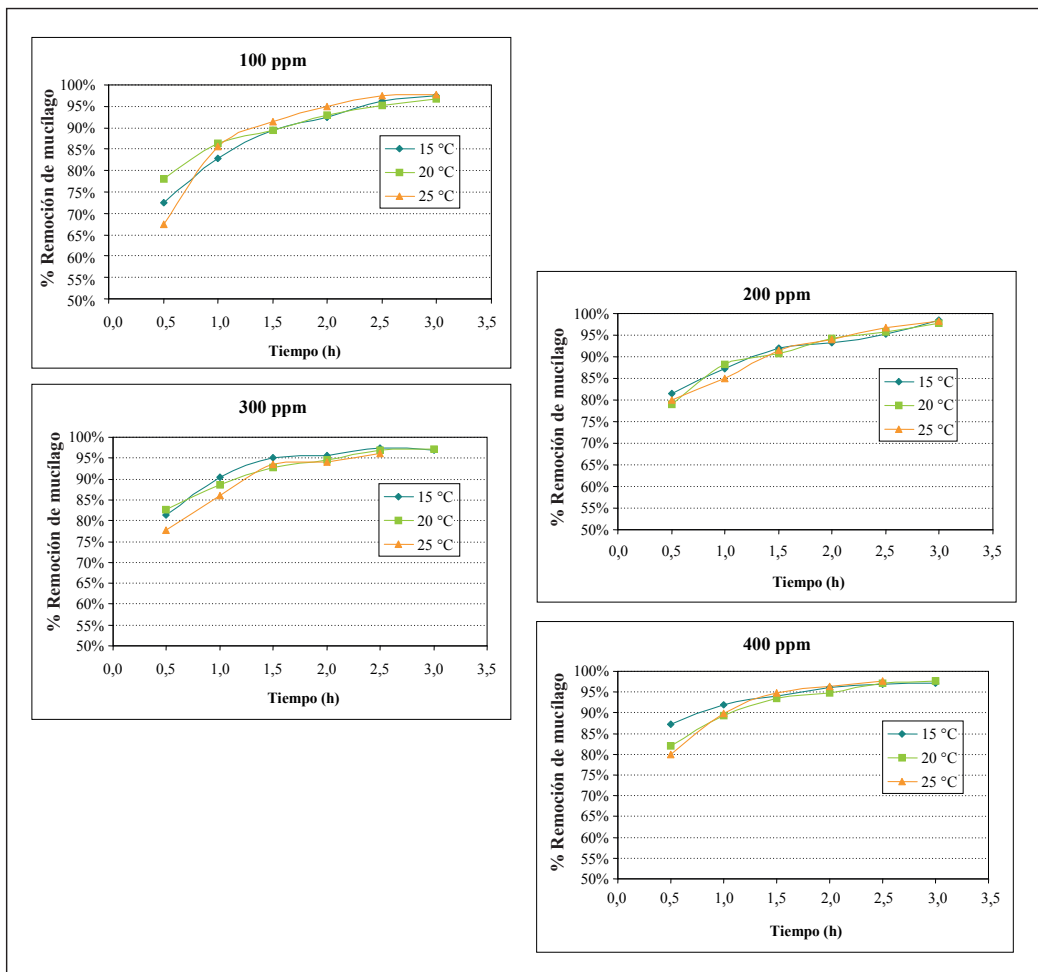 100 ppm
% Remoción de mucílago
100%
95%
90%
85%
80%
75%
70%
65%
60%
55%
50%
15 °C
20 °C
25 °C
0,0 0,5 1,0 1,5 2,0 2,5 3,0 3,5
Tiempo (h)
200 ppm
% Remoción de mucílago
100%
95%
90%
85%
80%
75%
70%
65%
60%
55%
50%
15 °C
20 °C
25 °C
0,0 0,5 1,0 1,5 2,0 2,5 3,0 3,5
Tiempo (h)
300 ppm
% Remoción de mucílago
100%
95%
90%
85%
80%
75%
70%
65%
60%
55%
50%
15 °C
20 °C
25 °C
0,0 0,5 1,0 1,5 2,0 2,5 3,0 3,5
Tiempo (h)
400 ppm
% Remoción de mucílago
100%
95%
90%
85%
80%
75%
70%
65%
60%
55%
50%
15 °C
20 °C
25 °C
0,0 0,5 1,0 1,5 2,0 2,5 3,0 3,5
Tiempo (h)